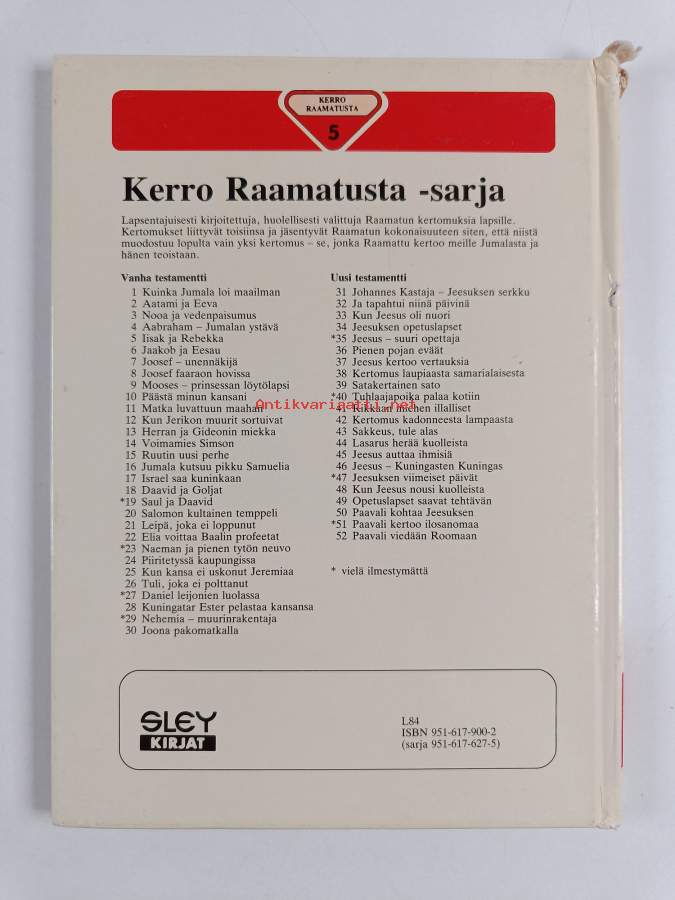 KERRO
RAAMATUSTA
5
Kerro Raamatusta -sarja
Lapsentajuisesti kirjoitettuja, huolellisesti valittuja Raamatun kertomuksia lapsille.
Kertomukset liittyvät toisiinsa ja jäsentyvät Raamatun kokonaisuuteen siten, että niistä
muodostuu lopulta vain yksi kertomus – se, jonka Raamattu kertoo meille Jumalasta ja
hänen teoistaan.
Vanha testamentti
1 Kuinka Jumala loi maailman
2 Aatami ja Eeva
3 Nooa ja vedenpaisumus
4 Aabraham – Jumalan ystävä
5 Iisak ja Rebekka
6 Jaakob ja Eesau
7 Joosef – unennäkijä
8 Joosef faaraon hovissa
9 Mooses – prinsessan löytölapsi
10 Päästä minun kansani
11 Matka luvattuun maahan
12 Kun Jerikon muurit sortuivat
13 Herran ja Gideonin miekka
14 Voimamies Simson
15 Ruutin uusi perhe
16 Jumala kutsuu pikku Samuelia
17 Israel saa kuninkaan
18 Daavid ja Goljat
*19 Saul ja Daavid
20 Salomon kultainen temppeli
21 Leipä, joka ei loppunut
22 Elia voittaa Baalin profeetat
*23 Naeman ja pienen tytön neuvo
24 Piiritetyssä kaupungissa
25 Kun kansa ei uskonut Jeremiaa
26 Tuli, joka ei polttanut
*27 Daniel leijonien luolassa
28 Kuningatar Ester pelastaa kansansa
*29 Nehemia – muurinrakentaja
30 Joona pakomatkalla
Uusi testamentti
31 Johannes Kastaja – Jeesuksen serkku
32 Ja tapahtui niinä päivinä
33 Kun Jeesus oli nuori
34 Jeesuksen opetuslapset
*35 Jeesus – suuri opettaja
36 Pienen pojan eväät
37 Jeesus kertoo vertauksia
38 Kertomus laupiaasta samarialaisesta
39 Satakertainen sato
*40 Tuhlaajapoika palaa kotiin
41 Rikkaan miehen illalliset
42 Kertomus kadonneesta lampaasta
43 Sakkeus, tule alas
44 Lasarus herää kuolleista
45 Jeesus auttaa ihmisiä
46 Jeesus – Kuningasten Kuningas
*47 Jeesuksen viimeiset päivät
48 Kun Jeesus nousi kuolleista
49 Opetuslapset saavat tehtävän
50 Paavali kohtaa Jeesuksen
*51 Paavali kertoo ilosanomaa
52 Paavali viedään Roomaan
* vielä ilmestymättä
Antikvariaatti.net
SLEY
KIRJAT
L84
ISBN 951-617-900-2
(sarja 951-617-627-5)